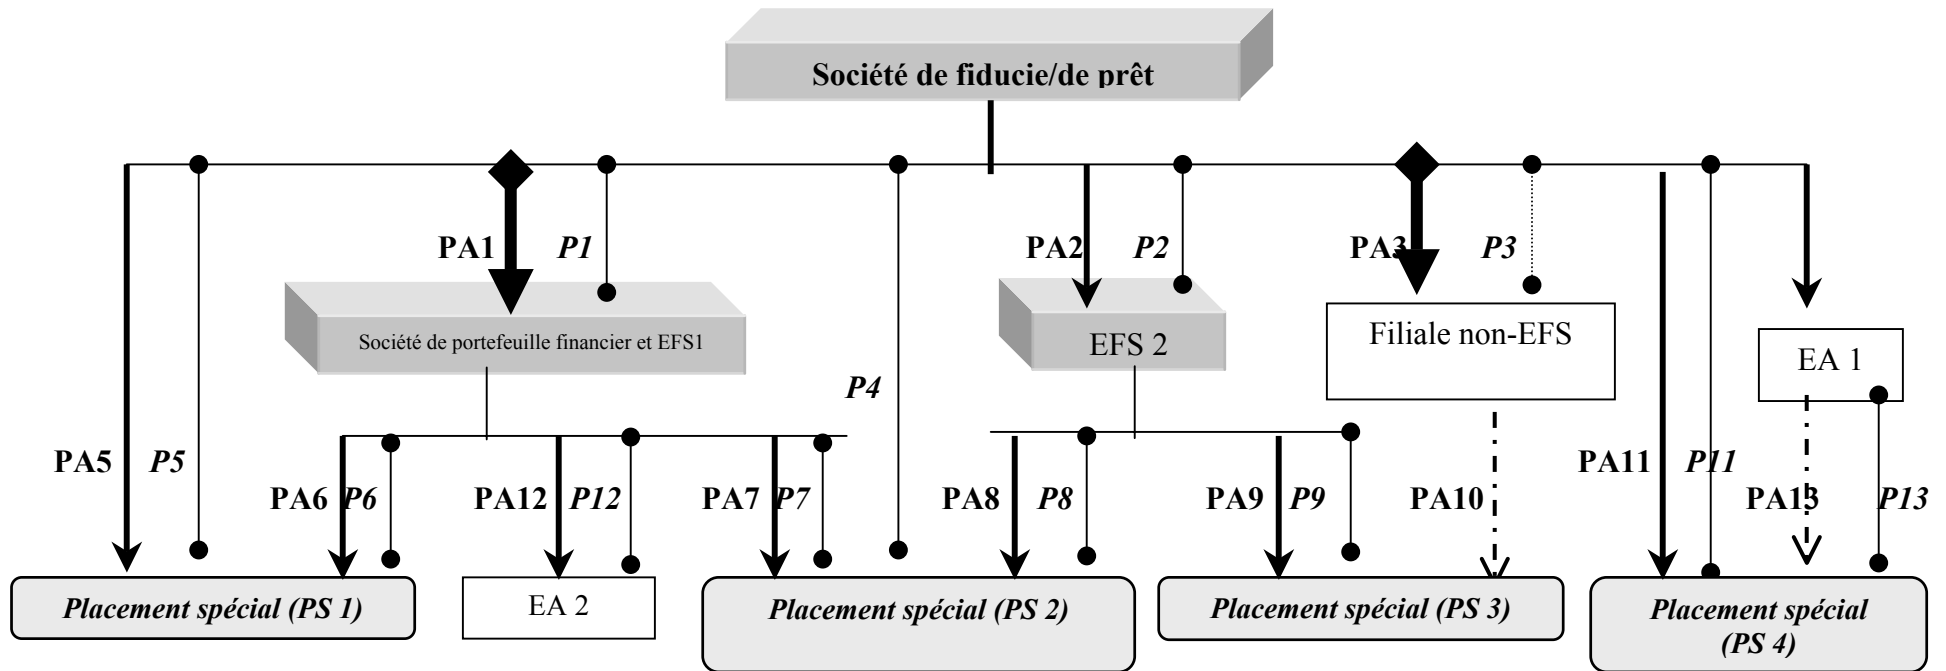 Société de fiducie/de prêt
PA1
P1
PA2
P2
PA3
P3
Société de portefeuille financier et EFS1
EFS 2
Filiale non-EFS
EA 1
P4
PA5
P5
PA6
P6
PA12
P12
PA7
P7
PA8
P8
PA9
P9
PA10
PA11
P11
PA13
P13
Placement spécial (PS 1)
EA 2
Placement spécial (PS 2)
Placement spécial (PS 3)
Placement spécial
(PS 4)